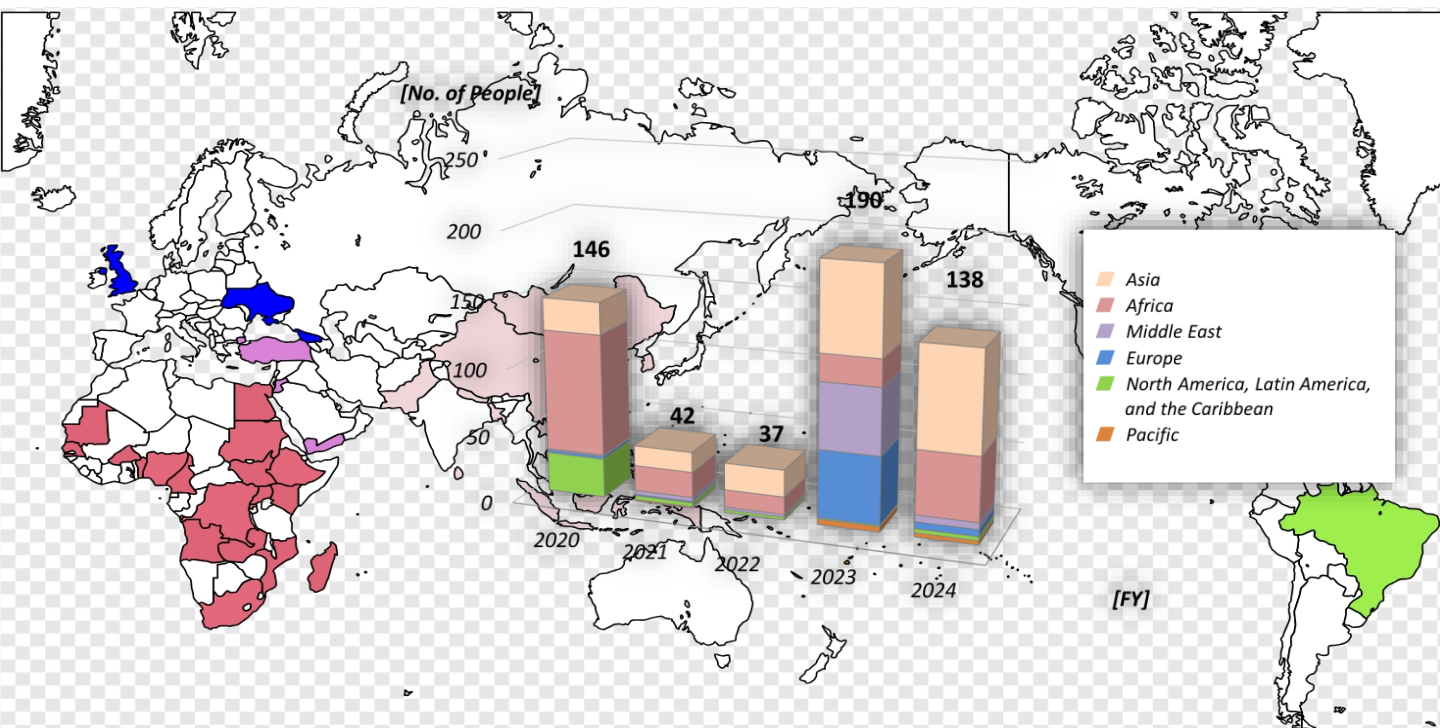 [No. of People]
250
200
150
100
50
0
146
42
37
190
138
2020
2021
2022
2023
2024
[FY]
Asia
Africa
Middle East
Europe
North America, Latin America,
and the Caribbean
Pacific